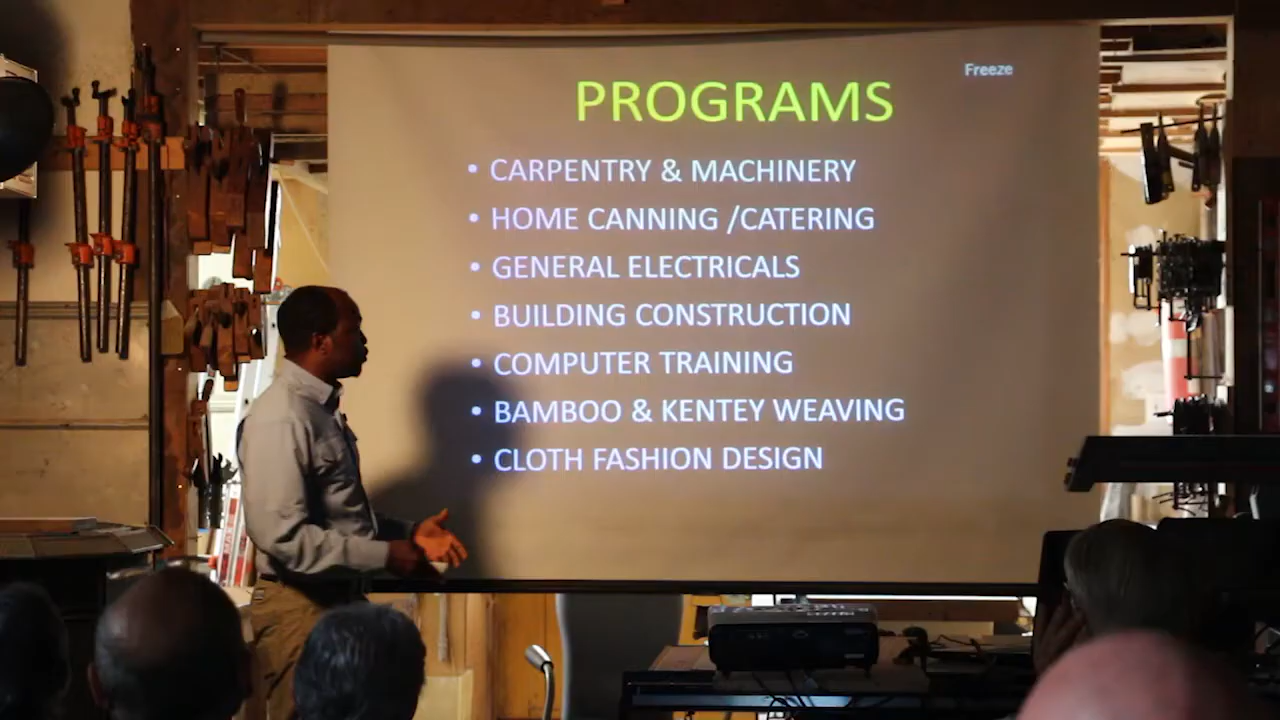 Freeze
PROGRAMS
• CARPENTRY & MACHINERY
• HOME CANNING /CATERING
• GENERAL ELECTRICALS
• BUILDING CONSTRUCTION
• COMPUTER TRAINING
• BAMBOO & KENTEY WEAVING
• CLOTH FASHION DESIGN